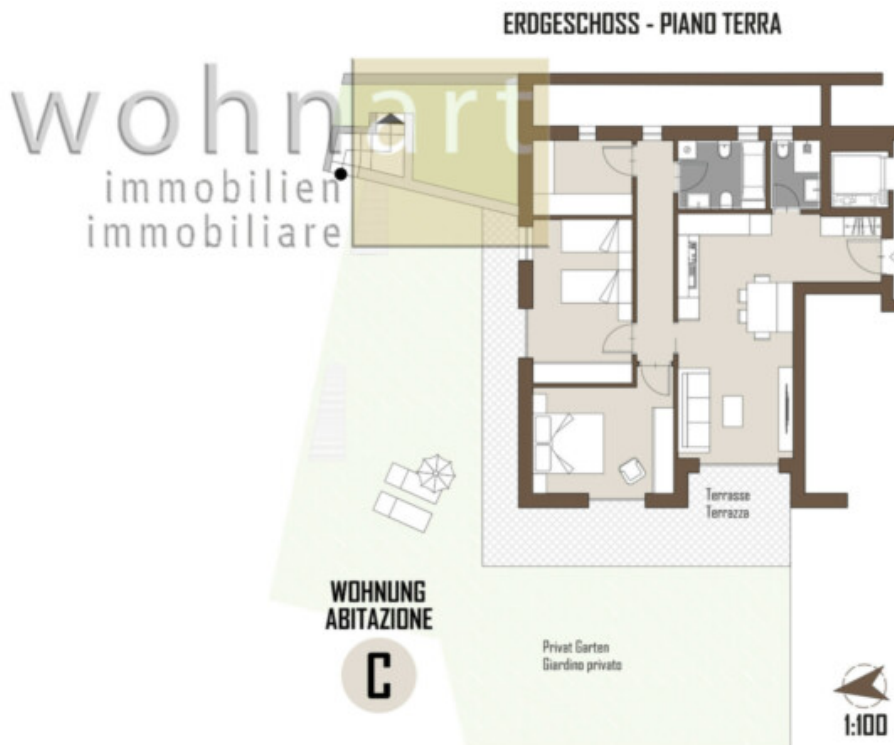 ERDGESCHOSS - PIANO TERRA
wohnart
immobilien
immobiliare
Terrasse
Terrazza
WOHNUNG
ABITAZIONE
C
Privat Garten
Giardino privato
1:100